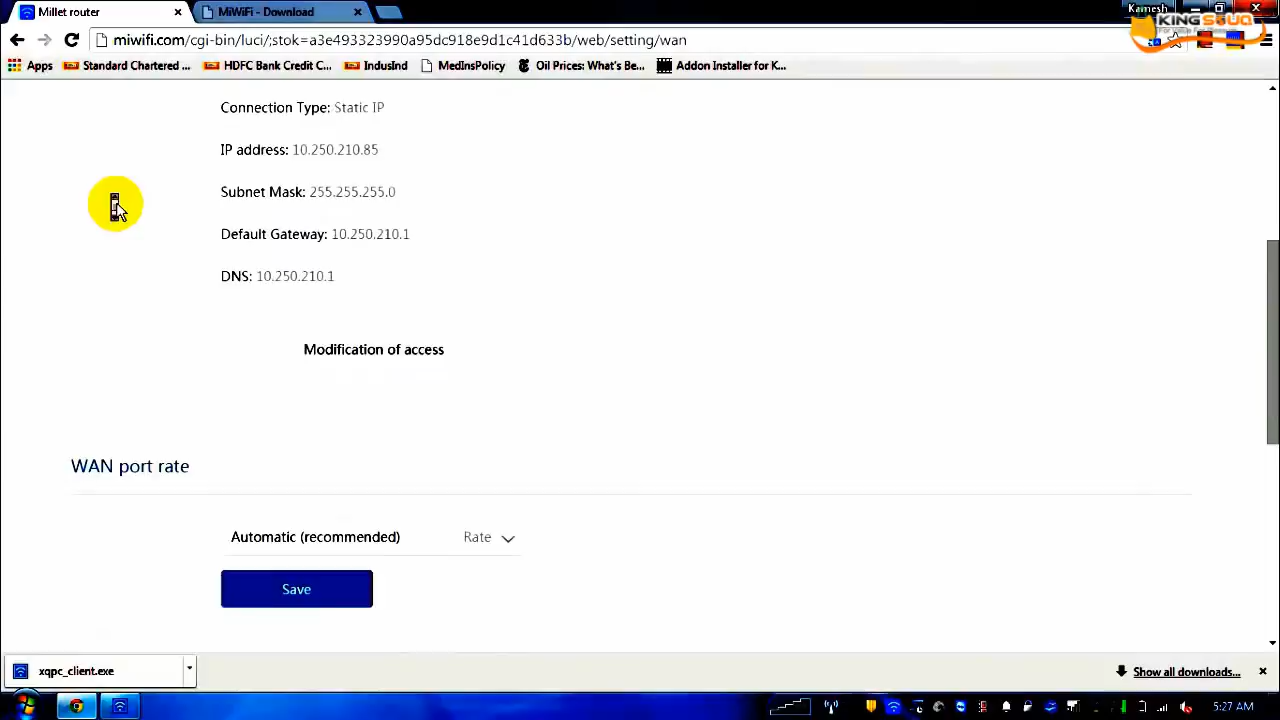 Millet router
MiWiFi - Download
Kamesh
KINGSOUQ
miwifi.com/cgi-bin/luci/;stok=a3e493323990a95dc918e9d1c41d633b/web/setting/wan
Apps Standard Chartered ... HDFC Bank Credit C... IndusInd MedInsPolicy Oil Prices: What's Be... Addon Installer for K...
Connection Type: Static IP
IP address: 10.250.210.85
Subnet Mask: 255.255.255.0
Default Gateway: 10.250.210.1
DNS: 10.250.210.1
Modification of access
WAN port rate
Automatic (recommended) Rate
Save
xqpc_client.exe
Show all downloads...
5:27 AM